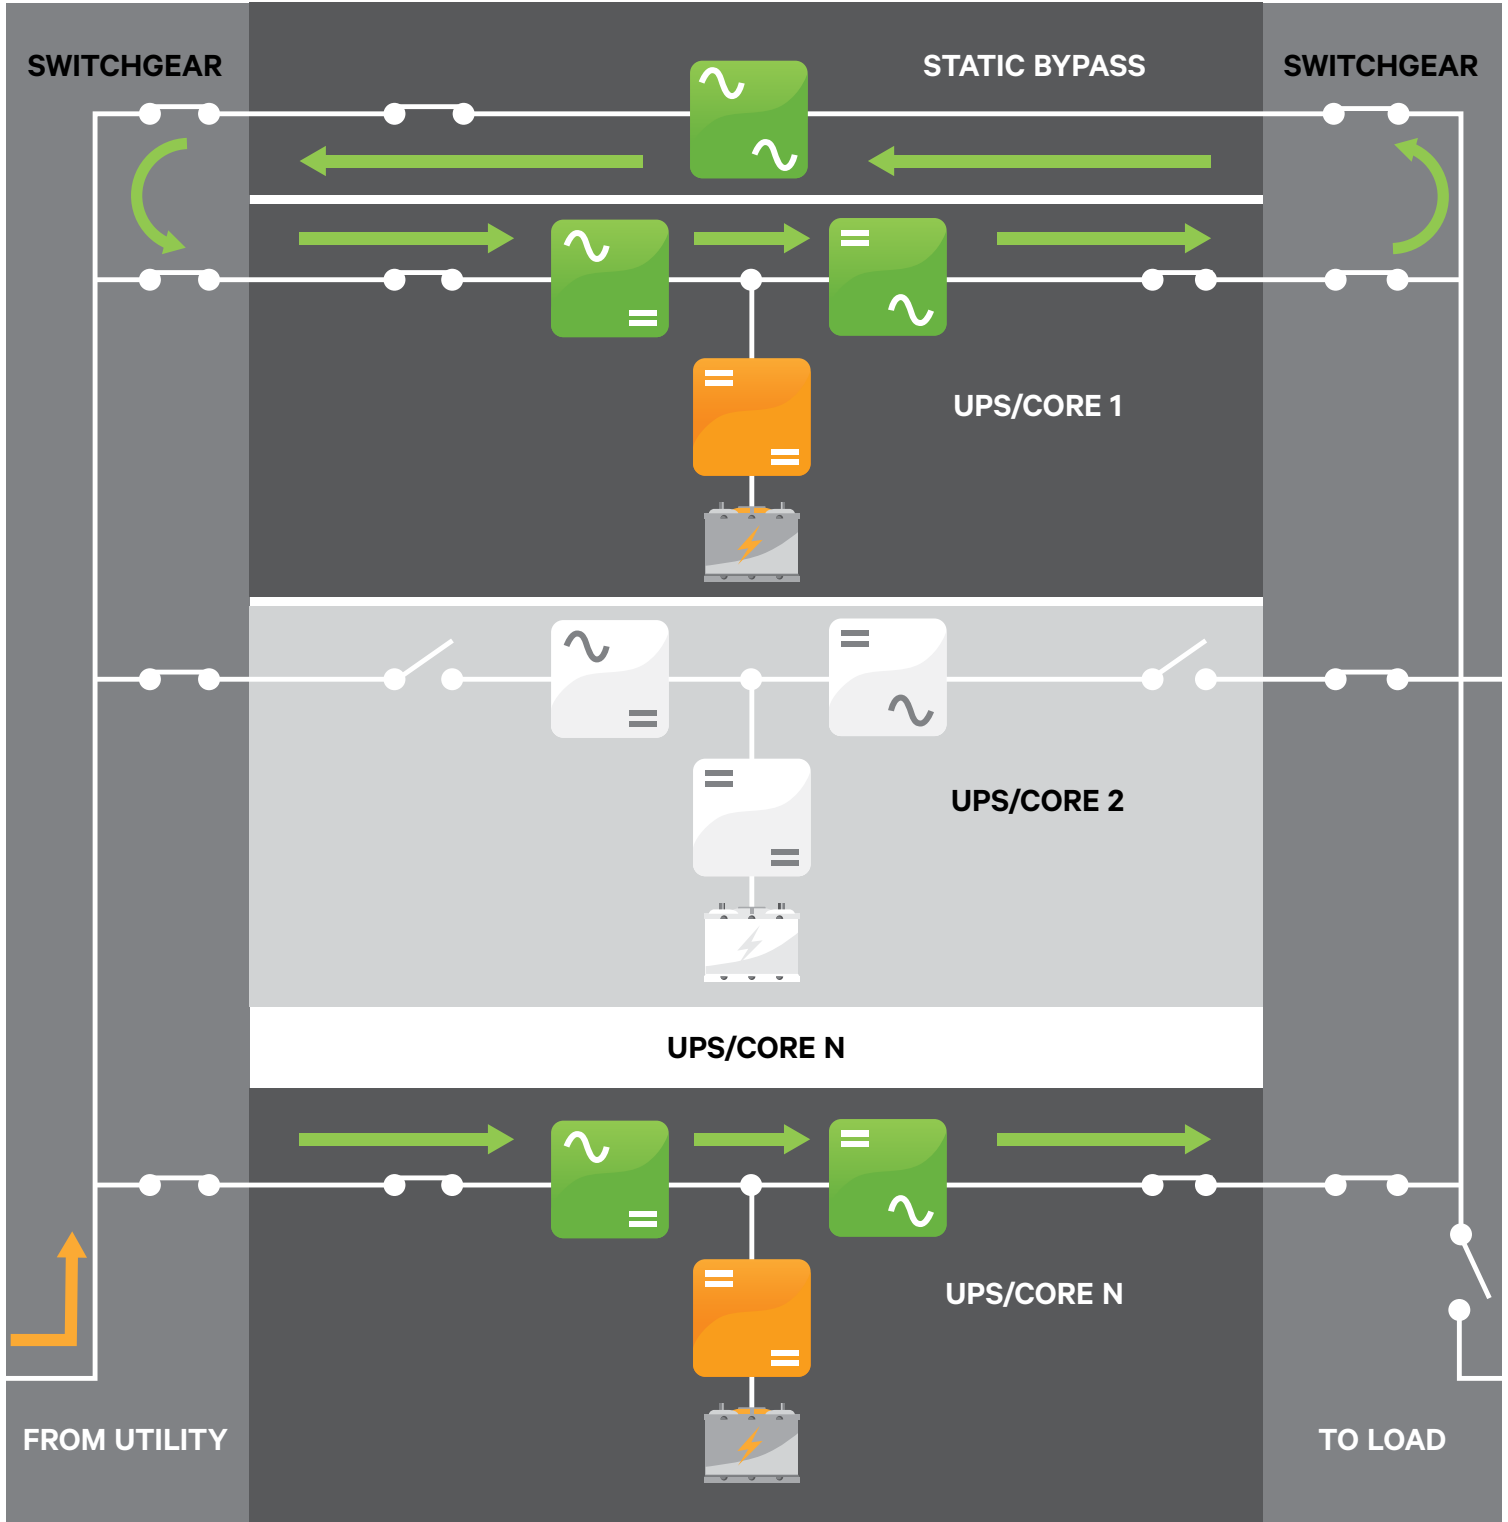 SWITCHGEAR
STATIC BYPASS
SWITCHGEAR
UPS/CORE 1
UPS/CORE 2
UPS/CORE N
UPS/CORE N
FROM UTILITY
TO LOAD